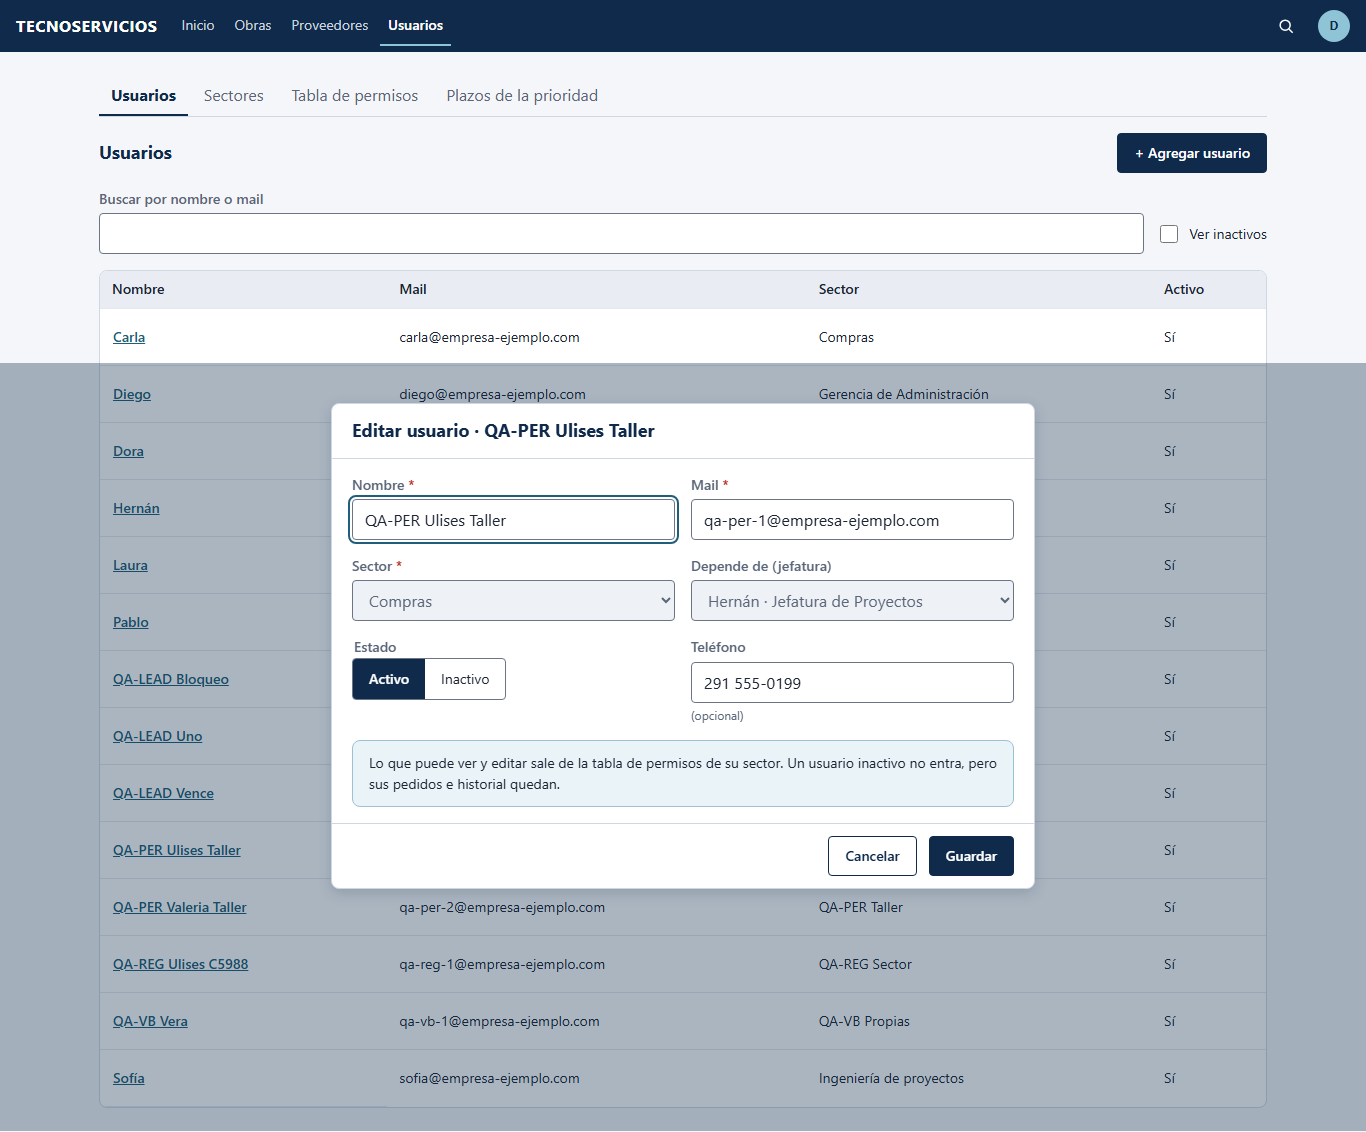 TECNOSERVICIOS Inicio Obras Proveedores Usuarios D
Usuarios Sectores Tabla de permisos Plazos de la prioridad
Usuarios
+ Agregar usuario
Buscar por nombre o mail
Ver inactivos
Nombre Mail Sector Activo
Carla carla@empresa-ejemplo.com Compras Sí
Diego diego@empresa-ejemplo.com Gerencia de Administración Sí
Dora Sí
Hernán Sí
Laura Sí
Pablo Sí
QA-LEAD Bloqueo Sí
QA-LEAD Uno Sí
QA-LEAD Vence Sí
QA-PER Ulises Taller Sí
QA-PER Valeria Taller qa-per-2@empresa-ejemplo.com QA-PER Taller Sí
QA-REG Ulises C5988 qa-reg-1@empresa-ejemplo.com QA-REG Sector Sí
QA-VB Vera qa-vb-1@empresa-ejemplo.com QA-VB Propias Sí
Sofía sofia@empresa-ejemplo.com Ingeniería de proyectos Sí
Editar usuario · QA-PER Ulises Taller
Nombre * Mail *
QA-PER Ulises Taller qa-per-1@empresa-ejemplo.com
Sector * Depende de (jefatura)
Compras Hernán · Jefatura de Proyectos
Estado Teléfono
Activo Inactivo 291 555-0199
(opcional)
Lo que puede ver y editar sale de la tabla de permisos de su sector. Un usuario inactivo no entra, pero
sus pedidos e historial quedan.
Cancelar Guardar